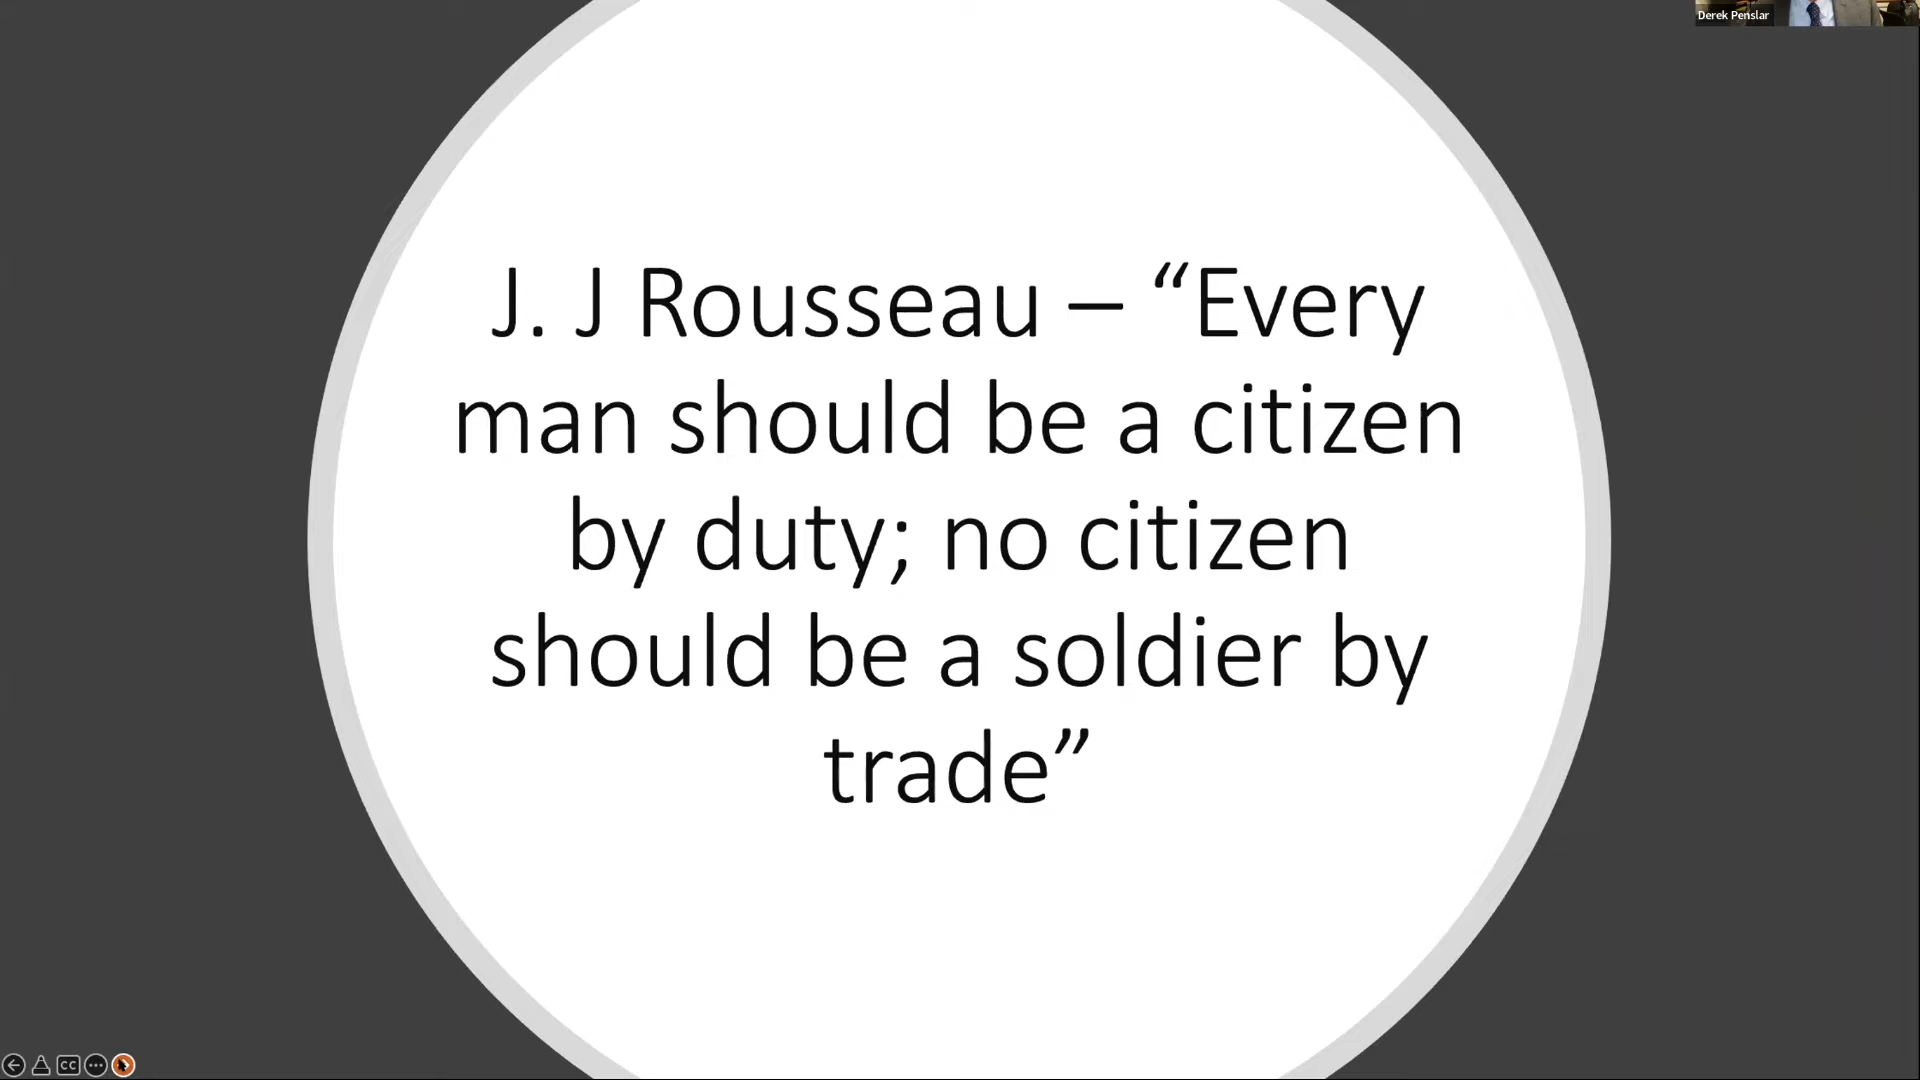 Derek Penslar
J. J Rousseau – “Every
man should be a citizen
by duty; no citizen
should be a soldier by
trade”
CC